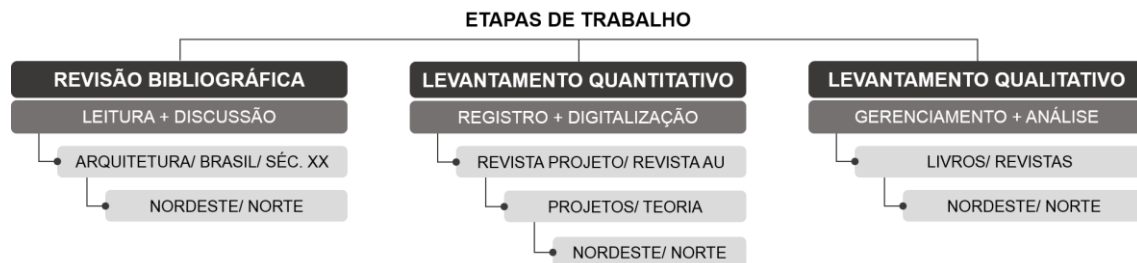 ETAPAS DE TRABALHO
REVISÃO BIBLIOGRÁFICA
LEITURA + DISCUSSÃO
ARQUITETURA/ BRASIL/ SÉC. XX
NORDESTE/ NORTE
LEVANTAMENTO QUANTITATIVO
REGISTRO + DIGITALIZAÇÃO
REVISTA PROJETO/ REVISTA AU
PROJETOS/ TEORIA
NORDESTE/ NORTE
LEVANTAMENTO QUALITATIVO
GERENCIAMENTO + ANÁLISE
LIVROS/ REVISTAS
NORDESTE/ NORTE